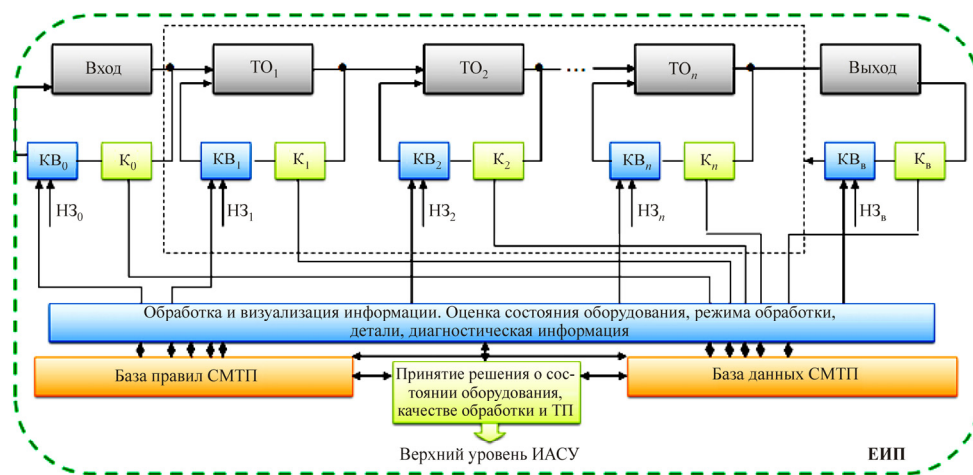 Вход
ТО₁
ТО₂
...
ТОₙ
Выход
КВ₀
К₀
КВ₁
К₁
КВ₂
К₂
КВₙ
Кₙ
КВв
Кв
НЗ₀
НЗ₁
НЗ₂
НЗₙ
НЗв
Обработка и визуализация информации. Оценка состояния оборудования, режима обработки,
детали, диагностическая информация
База правил СМТП
Принятие решения о сос-
тоянии оборудования,
качестве обработки и ТП
База данных СМТП
Верхний уровень ИАСУ
ЕИП